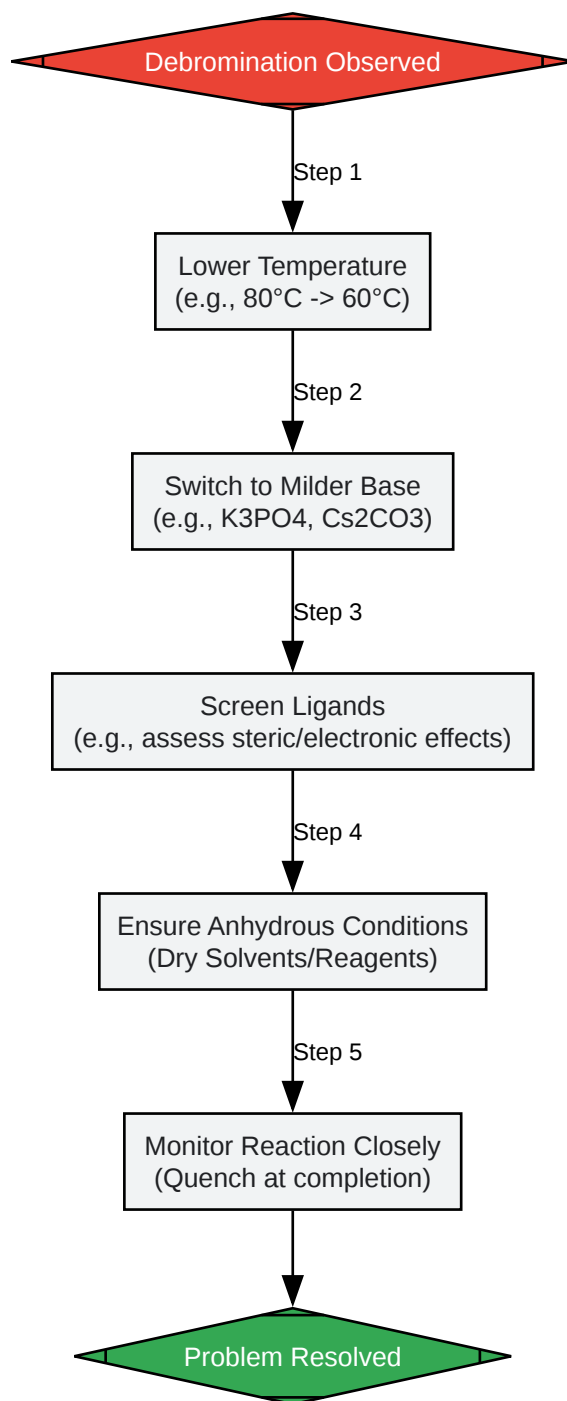 Debromination Observed
Step 1
Lower Temperature
(e.g., 80°C -> 60°C)
Step 2
Switch to Milder Base
(e.g., K3PO4, Cs2CO3)
Step 3
Screen Ligands
(e.g., assess steric/electronic effects)
Step 4
Ensure Anhydrous Conditions
(Dry Solvents/Reagents)
Step 5
Monitor Reaction Closely
(Quench at completion)
Problem Resolved